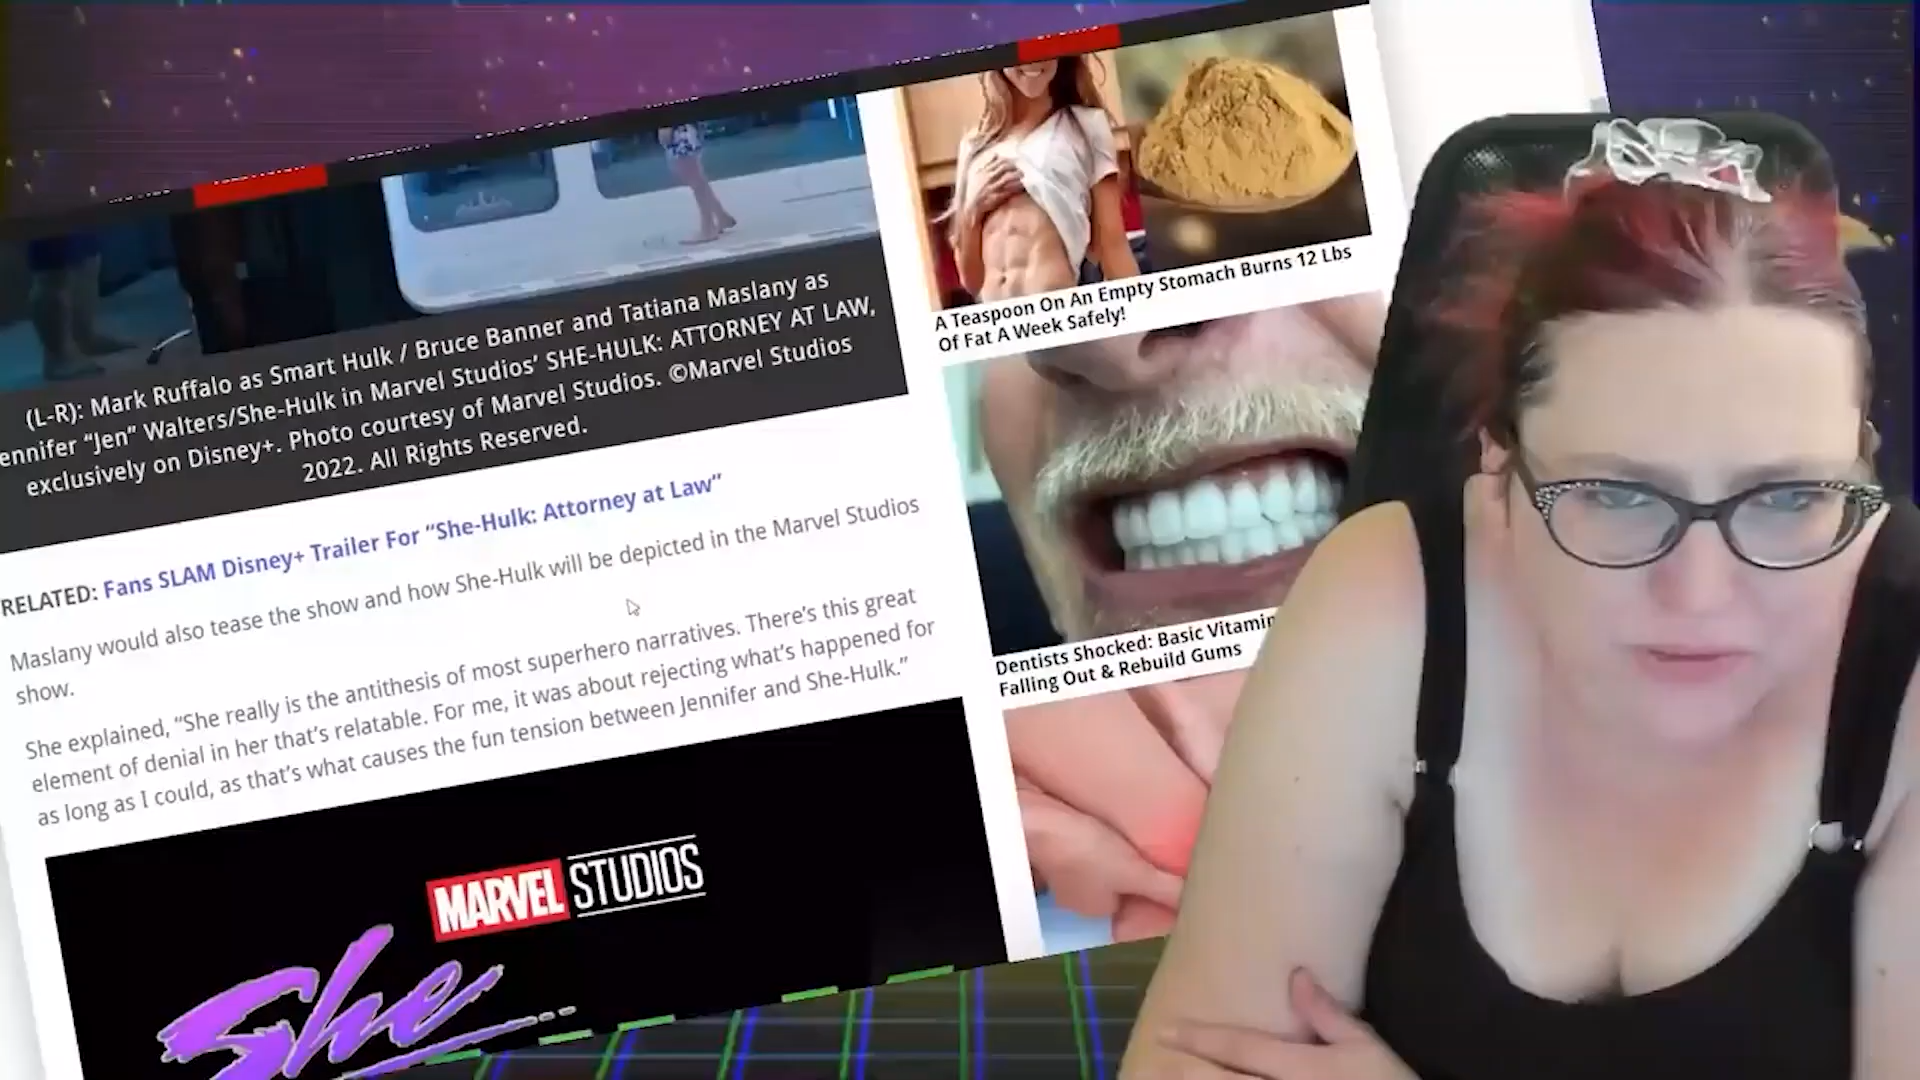 (L-R): Mark Ruffalo as Smart Hulk / Bruce Banner and Tatiana Maslany as
ennifer “Jen” Walters/She-Hulk in Marvel Studios’ SHE-HULK: ATTORNEY AT LAW,
exclusively on Disney+. Photo courtesy of Marvel Studios. ©Marvel Studios
2022. All Rights Reserved.
RELATED: Fans SLAM Disney+ Trailer For “She-Hulk: Attorney at Law”
Maslany would also tease the show and how She-Hulk will be depicted in the Marvel Studios
show.
She explained, “She really is the antithesis of most superhero narratives. There’s this great
element of denial in her that’s relatable. For me, it was about rejecting what’s happened for
as long as I could, as that’s what causes the fun tension between Jennifer and She-Hulk.”
MARVEL STUDIOS
She
A Teaspoon On An Empty Stomach Burns 12 Lbs
Of Fat A Week Safely!
Dentists Shocked: Basic Vitamin
Falling Out & Rebuild Gums